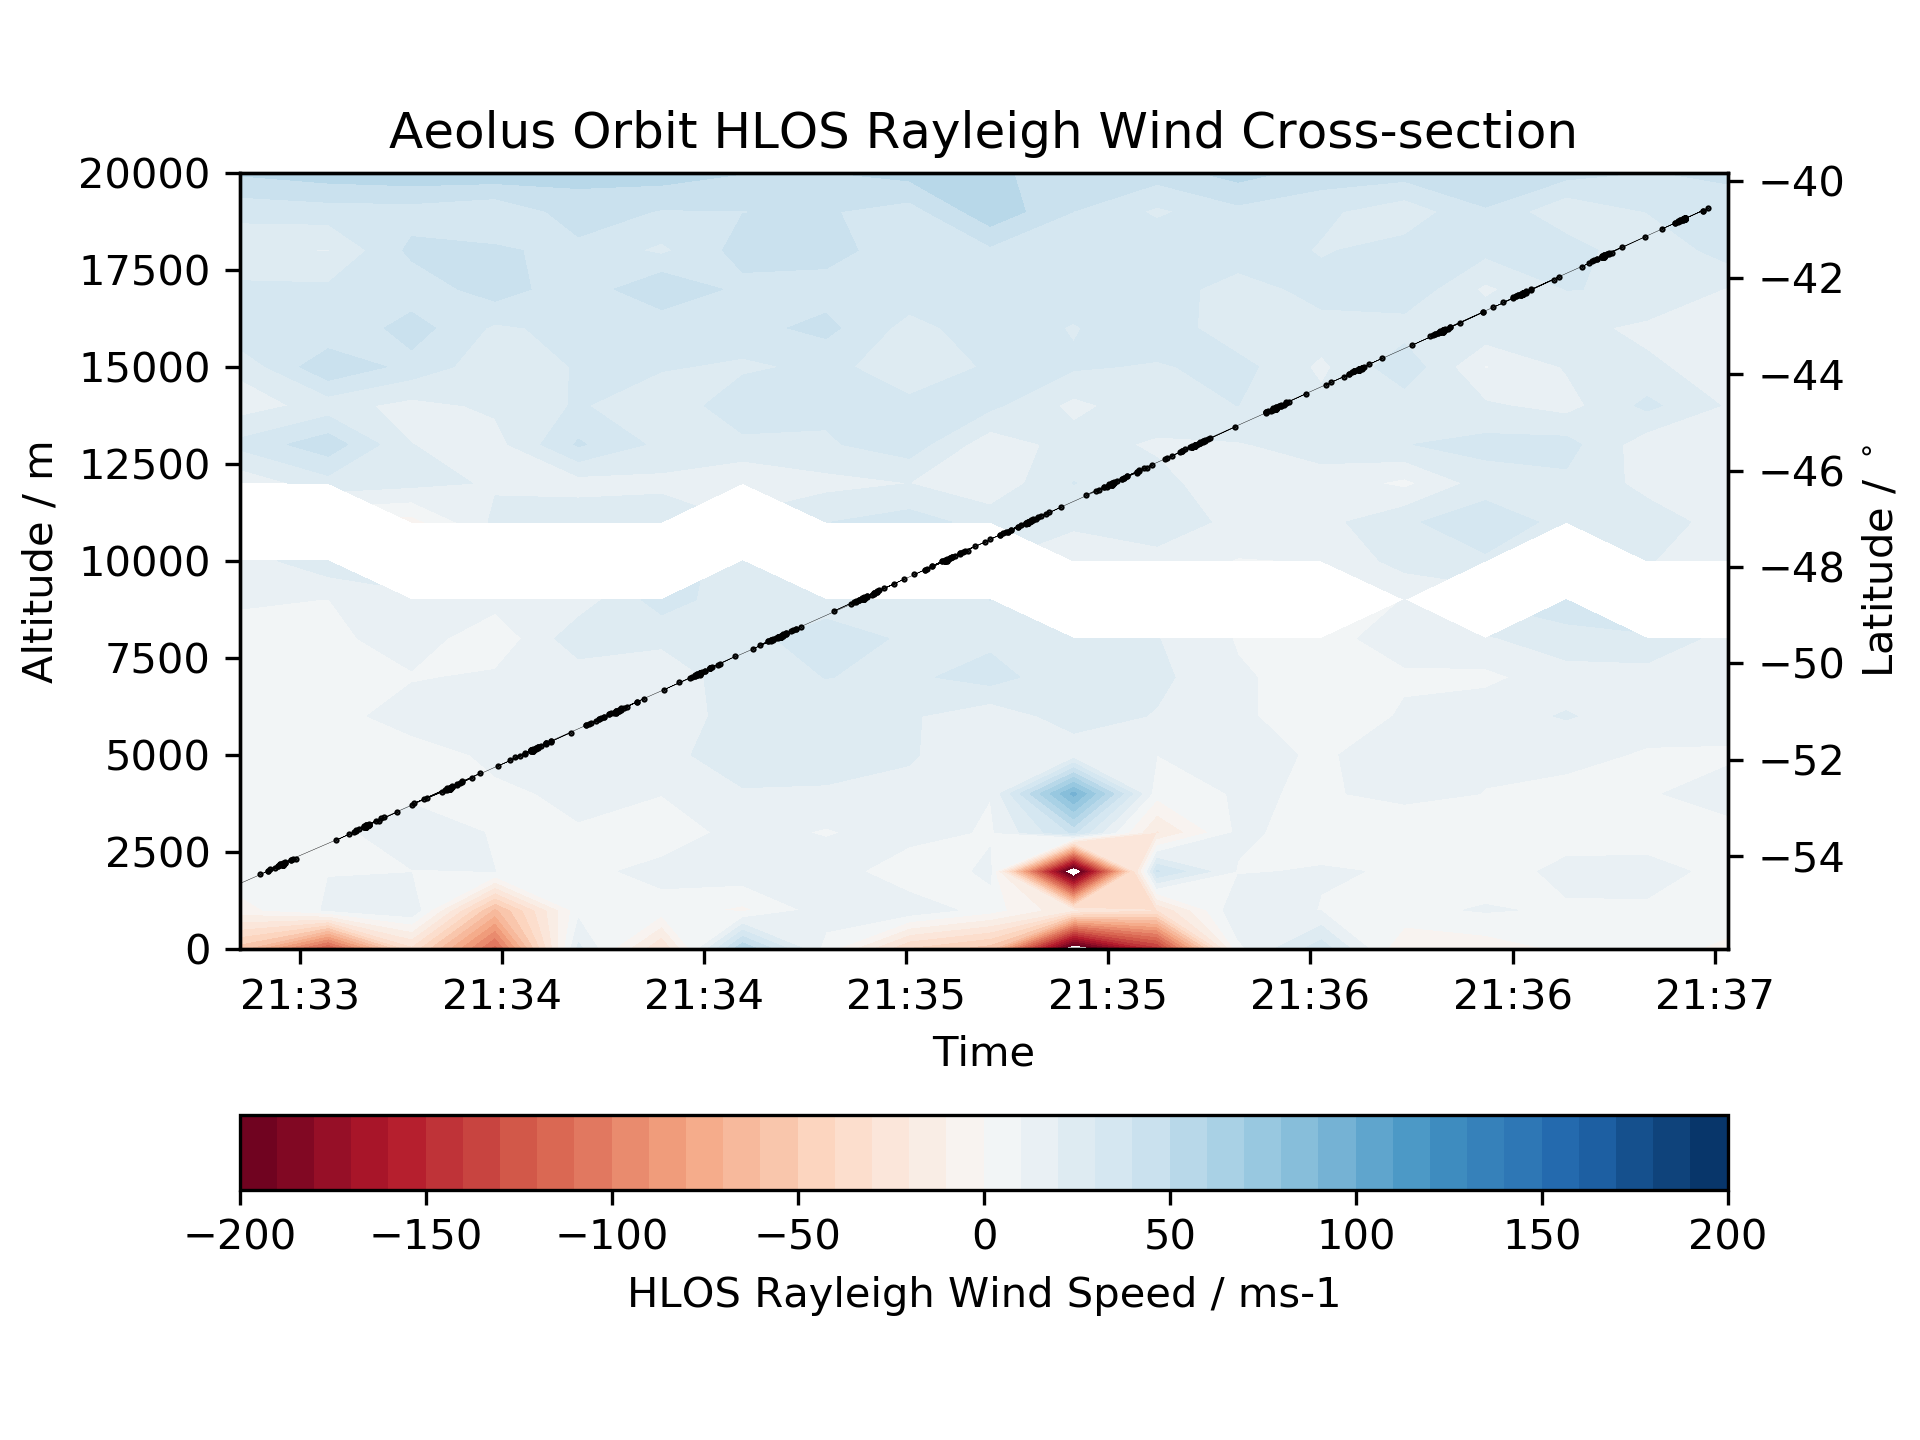 Aeolus Orbit HLOS Rayleigh Wind Cross-section
20000
17500
15000
12500
10000
7500
5000
2500
0
Altitude / m
−40
−42
−44
−46
−48
−50
−52
−54
Latitude / °
21:33 21:34 21:34 21:35 21:35 21:36 21:36 21:37
Time
−200 −150 −100 −50 0 50 100 150 200
HLOS Rayleigh Wind Speed / ms-1